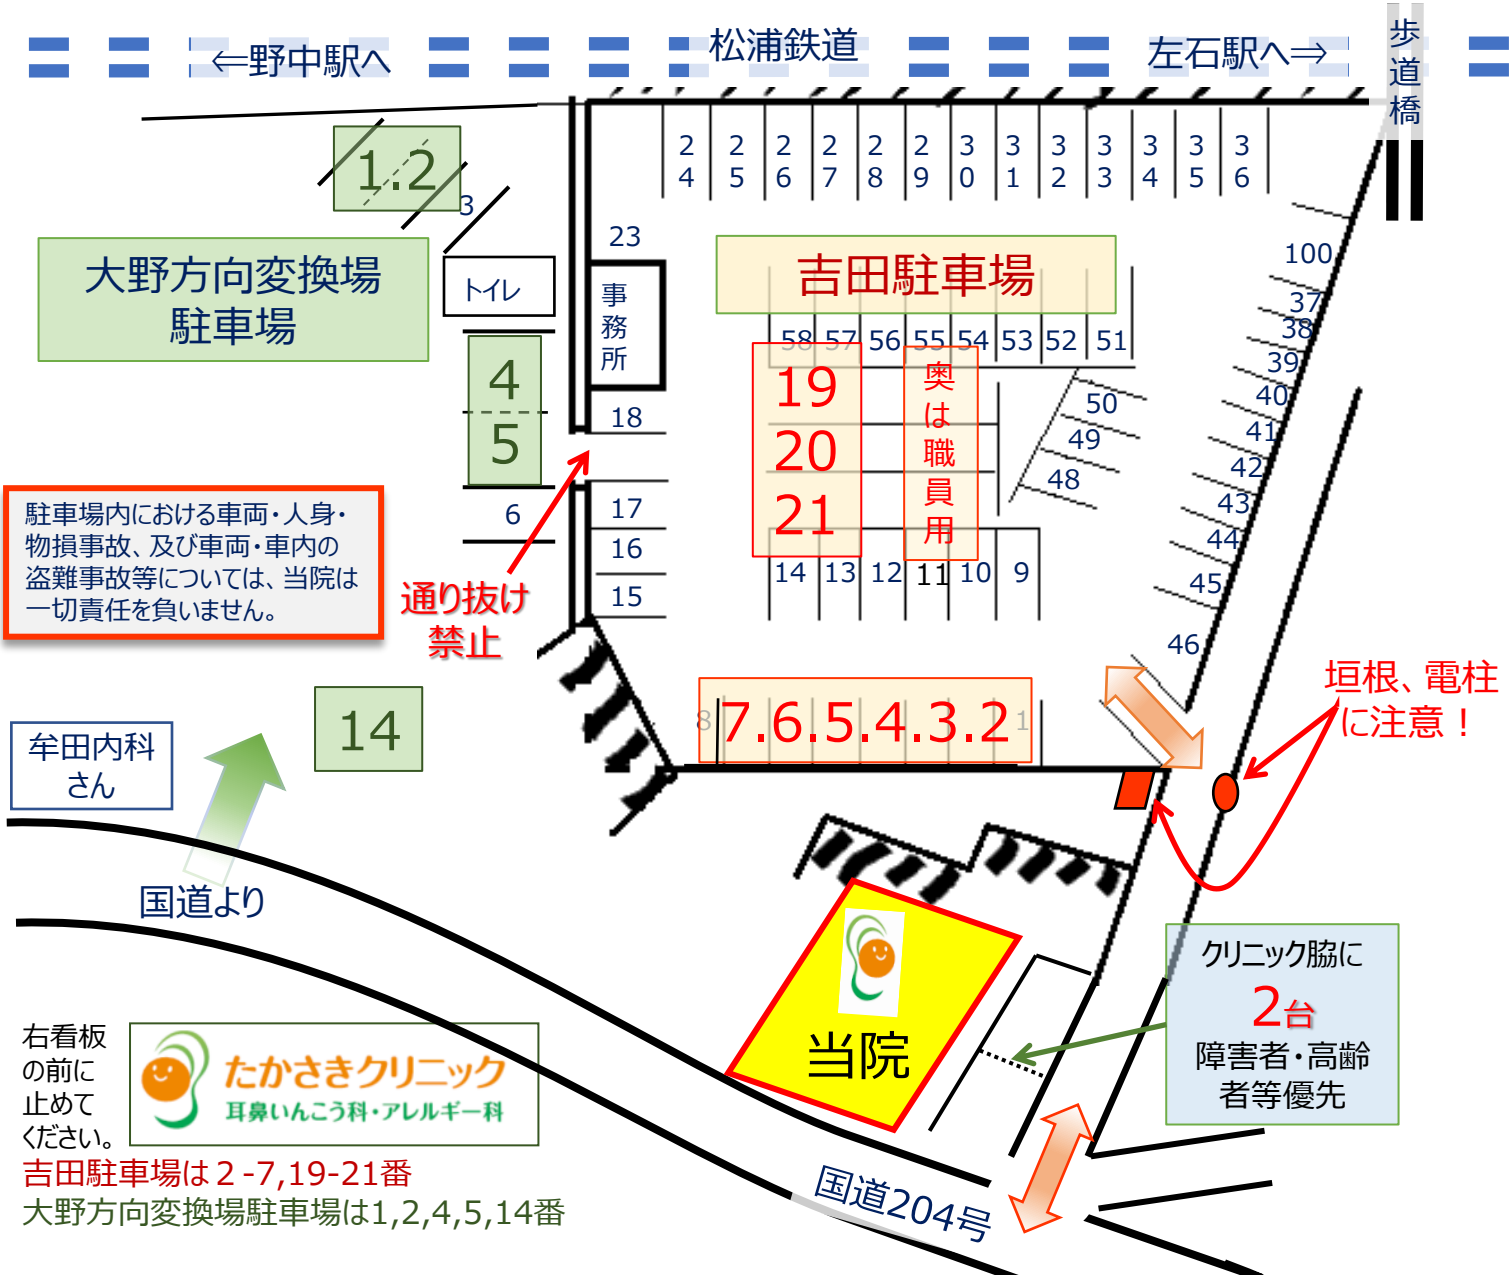 ⇐野中駅へ
松浦鉄道
左石駅へ⇒
歩道橋
1.2
3
24
25
26
27
28
29
30
31
32
33
34
35
36
大野方向変換場
駐車場
トイレ
23
事務所
吉田駐車場
100
37
38
39
40
41
42
43
44
45
46
58
57
56
55
54
53
52
51
4
5
6
18
19
20
21
奥は職員用
50
49
48
17
16
15
14
13
12
11
10
9
駐車場内における車両・人身・
物損事故、及び車両・車内の
盗難事故等については、当院は
一切責任を負いません。
通り抜け
禁止
14
8
7.6.5.4.3.2
1
垣根、電柱
に注意！
牟田内科
さん
国道より
当院
クリニック脇に
2台
障害者・高齢
者等優先
右看板
の前に
止めて
ください。
たかさきクリニック
耳鼻いんこう科・アレルギー科
吉田駐車場は２-7,19-21番
大野方向変換場駐車場は1,2,4,5,14番
国道204号